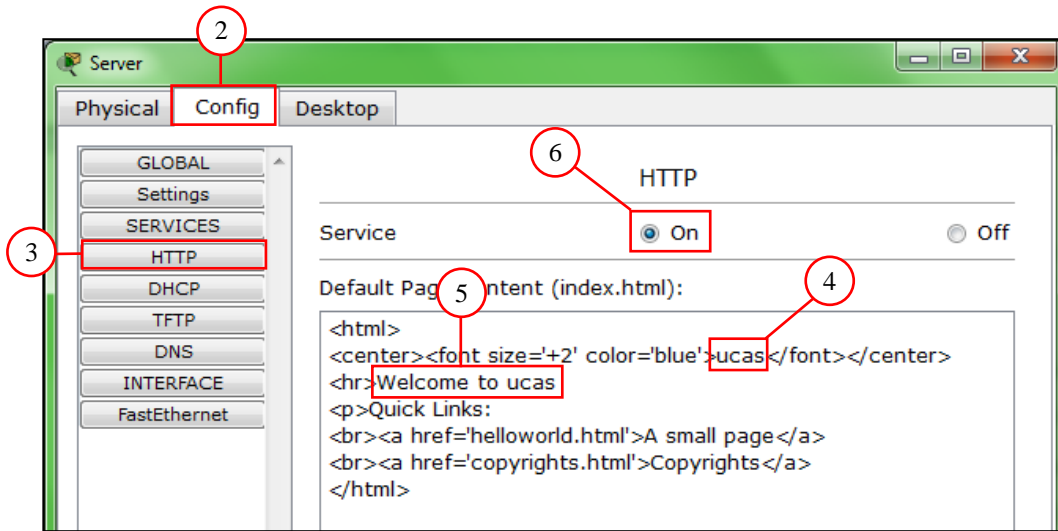 2
Server
Physical Config Desktop
GLOBAL
Settings
SERVICES
HTTP
DHCP
TFTP
DNS
INTERFACE
FastEthernet
3
6
HTTP
Service On Off
5
4
Default Pag ntent (index.html):
<html>
<center><font size='+2' color='blue'>ucas</font></center>
<hr>Welcome to ucas
<p>Quick Links:
<br><a href='helloworld.html'>A small page</a>
<br><a href='copyrights.html'>Copyrights</a>
</html>